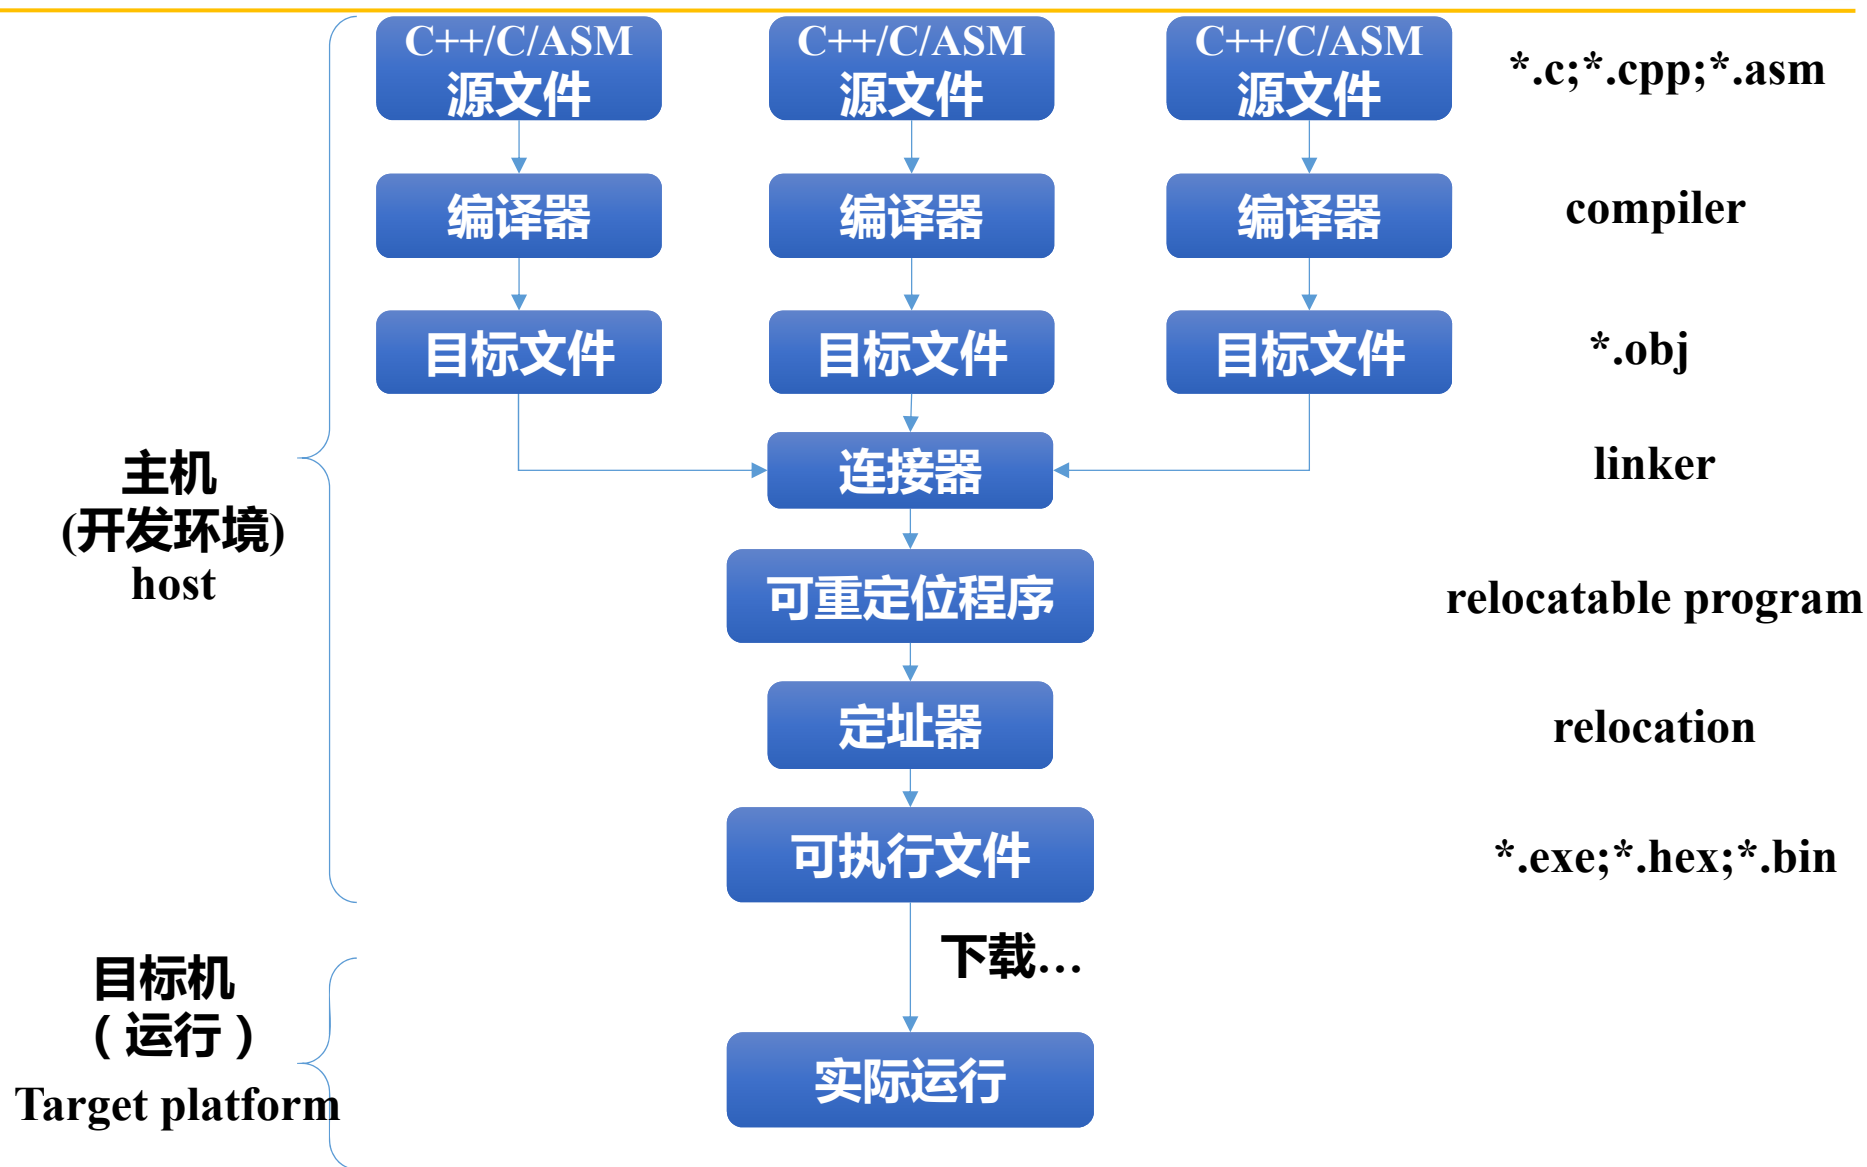 C++/C/ASM
源文件
C++/C/ASM
源文件
C++/C/ASM
源文件
*.c;*.cpp;*.asm
编译器
编译器
编译器
compiler
目标文件
目标文件
目标文件
*.obj
连接器
linker
主机
(开发环境)
host
可重定位程序
relocatable program
定址器
relocation
可执行文件
*.exe;*.hex;*.bin
下载…
目标机
（运行）
Target platform
实际运行